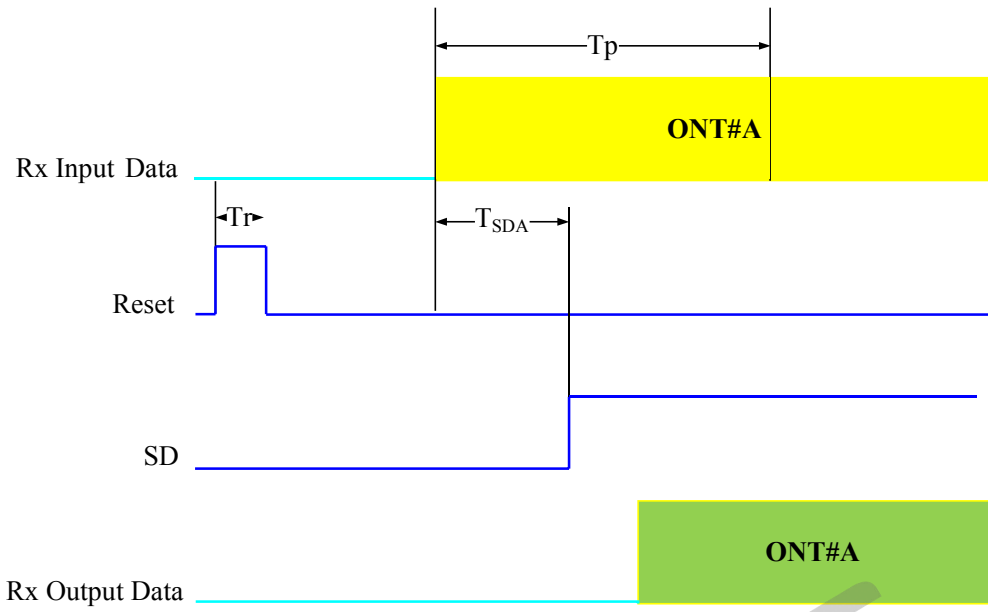 Tp
ONT#A
Rx Input Data
Tr
TSDA
Reset
SD
ONT#A
Rx Output Data